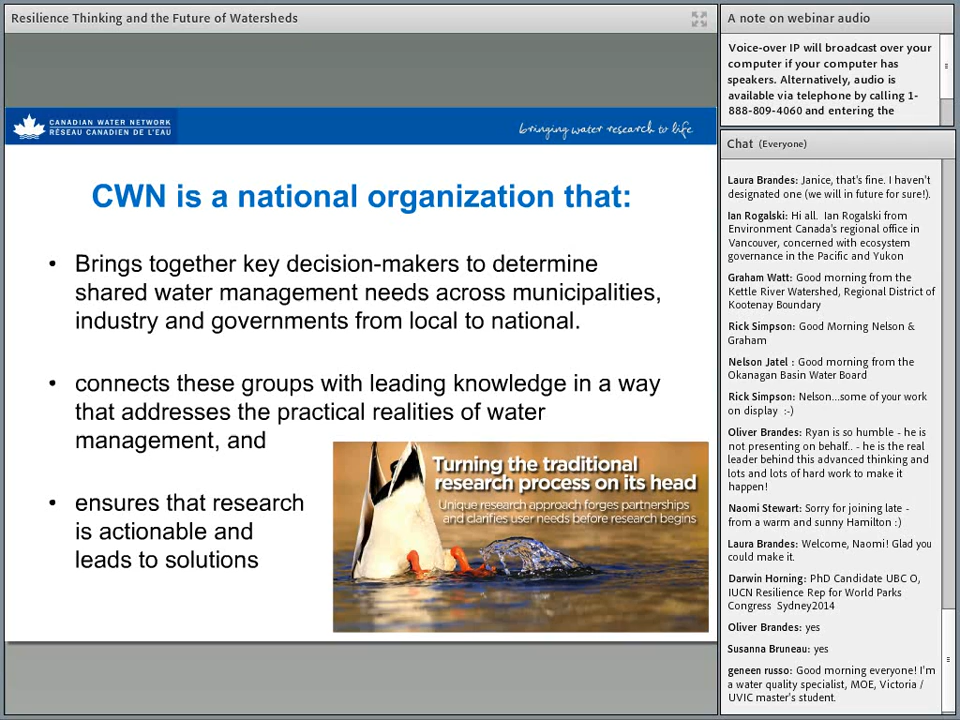 Resilience Thinking and the Future of Watersheds
CANADIAN WATER NETWORK
RÉSEAU CANADIEN DE L'EAU
bringing water research to life
CWN is a national organization that:
• Brings together key decision-makers to determine
shared water management needs across municipalities,
industry and governments from local to national.
• connects these groups with leading knowledge in a way
that addresses the practical realities of water
management, and
• ensures that research
is actionable and
leads to solutions
Turning the traditional
research process on its head
Unique research approach forges partnerships
and clarifies user needs before research begins
A note on webinar audio
Voice-over IP will broadcast over your
computer if your computer has
speakers. Alternatively, audio is
available via telephone by calling 1-
888-809-4060 and entering the
Chat (Everyone)
Laura Brandes: Janice, that's fine. I haven't
designated one (we will in future for sure!).
Ian Rogalski: Hi all. Ian Rogalski from
Environment Canada's regional office in
Vancouver, concerned with ecosystem
governance in the Pacific and Yukon
Graham Watt: Good morning from the
Kettle River Watershed, Regional District of
Kootenay Boundary
Rick Simpson: Good Morning Nelson &
Graham
Nelson Jatel : Good morning from the
Okanagan Basin Water Board
Rick Simpson: Nelson...some of your work
on display :-)
Oliver Brandes: Ryan is so humble - he is
not presenting on behalf.. - he is the real
leader behind this advanced thinking and
lots and lots of hard work to make it
happen!
Naomi Stewart: Sorry for joining late -
from a warm and sunny Hamilton :)
Laura Brandes: Welcome, Naomi! Glad you
could make it.
Darwin Horning: PhD Candidate UBC O,
IUCN Resilience Rep for World Parks
Congress Sydney2014
Oliver Brandes: yes
Susanna Bruneau: yes
geneen russo: Good morning everyone! I'm
a water quality specialist, MOE, Victoria /
UVIC master's student.